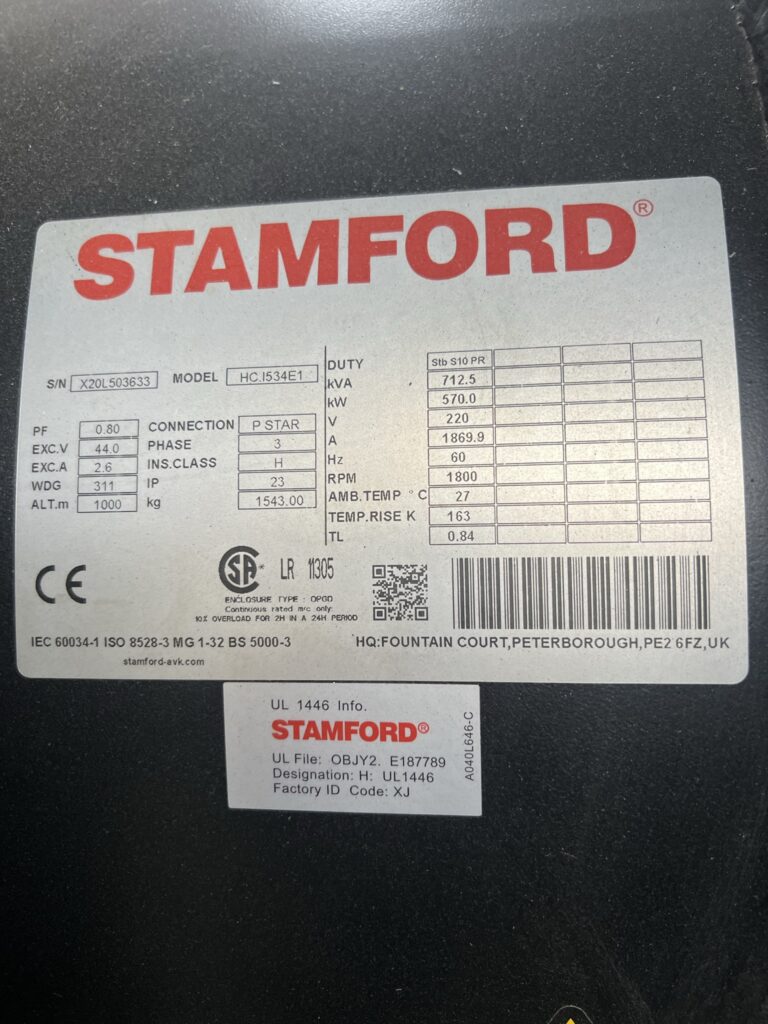 STAMFORD®
S/N X20L503633 MODEL HC.I534E1
PF 0.80 CONNECTION P STAR
EXC.V 44.0 PHASE 3
EXC.A 2.6 INS.CLASS H
WDG 311 IP 23
ALT.m 1000 kg 1543.00
DUTY Stb S10 PR
kVA 712.5
kW 570.0
V 220
A 1869.9
Hz 60
RPM 1800
AMB.TEMP °C 27
TEMP.RISE K 163
TL 0.84
CE
SA LR 11305
ENCLOSURE TYPE : OPGD
Continuous rated m/c only:
10% OVERLOAD FOR 2H IN A 24H PERIOD
IEC 60034-1 ISO 8528-3 MG 1-32 BS 5000-3
stamford-avk.com
HQ:FOUNTAIN COURT,PETERBOROUGH,PE2 6FZ,UK
UL 1446 Info.
STAMFORD®
UL File: OBJY2. E187789
Designation: H: UL1446
Factory ID Code: XJ
A040L646-C